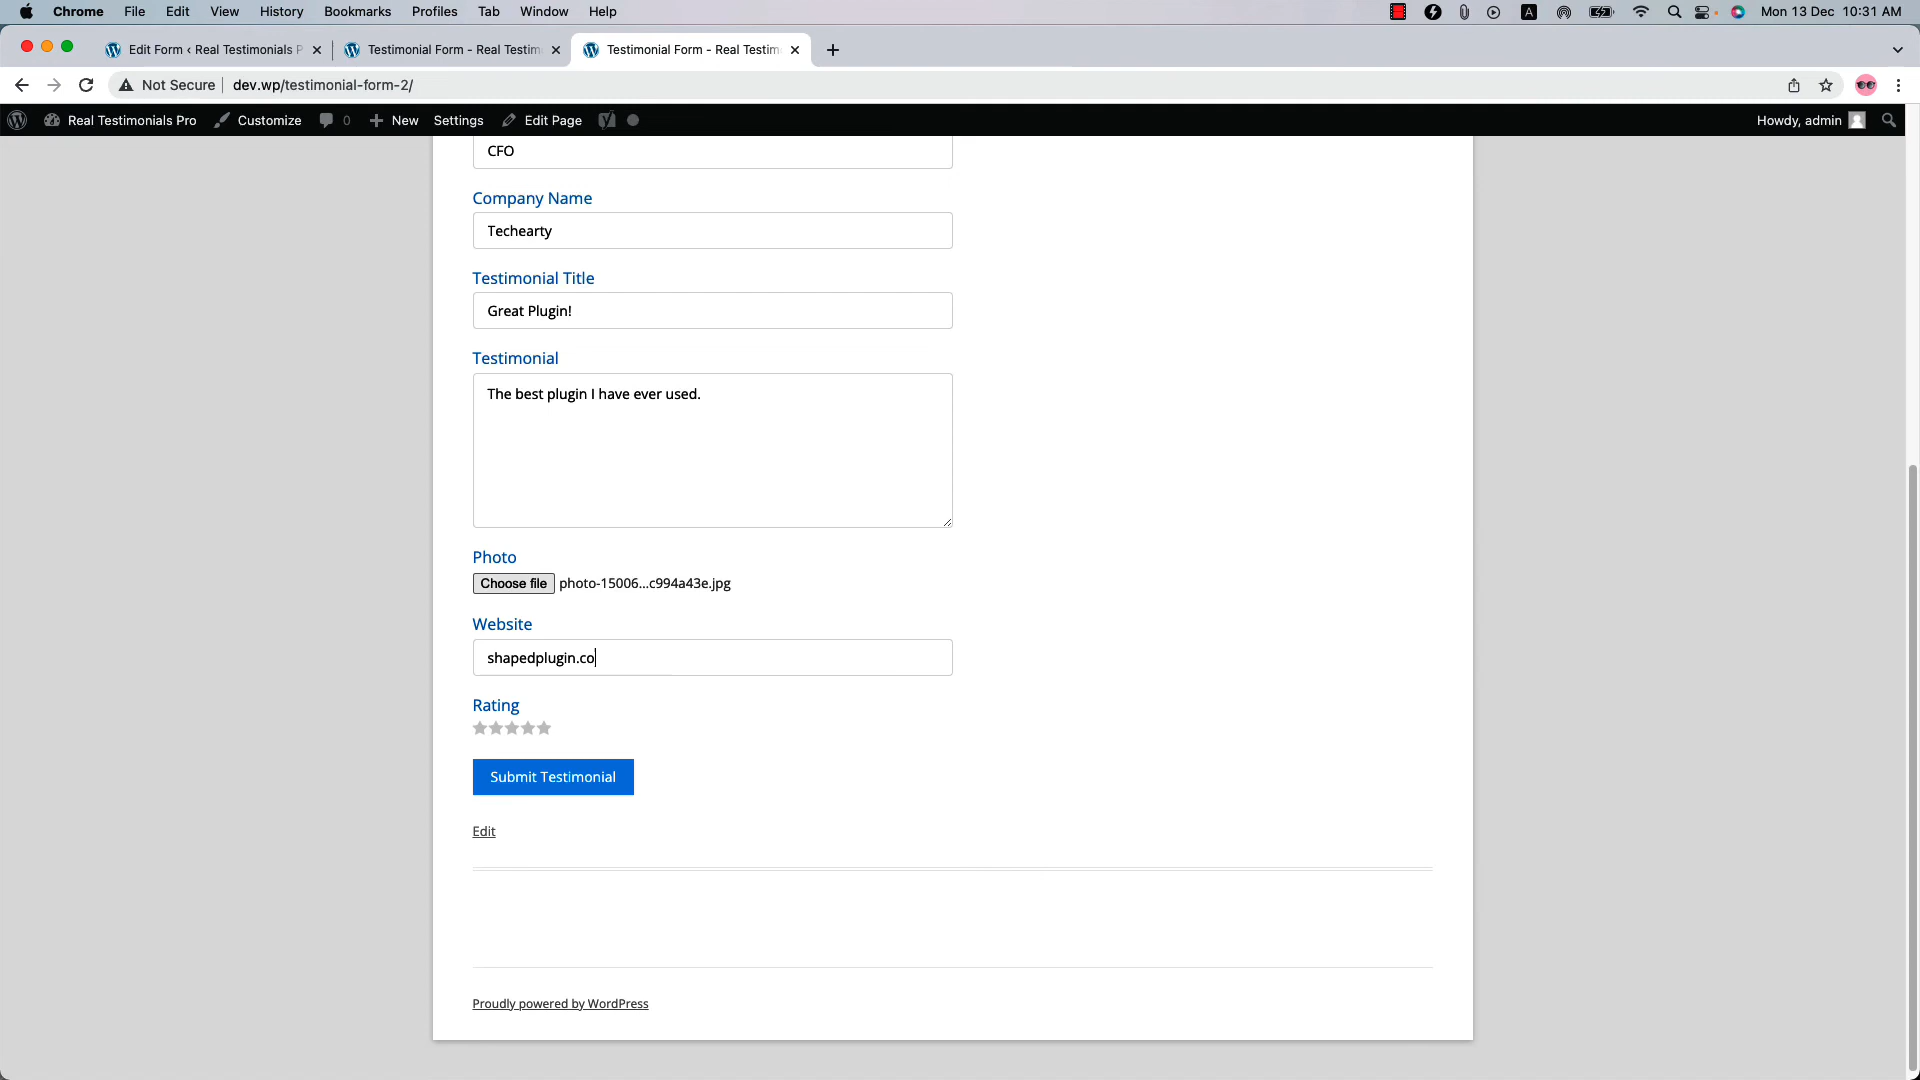 Chrome File Edit View History Bookmarks Profiles Tab Window Help A Mon 13 Dec 10:31 AM
Edit Form ‹ Real Testimonials P Testimonial Form - Real Testim Testimonial Form - Real Testim
Not Secure dev.wp/testimonial-form-2/
Real Testimonials Pro Customize 0 New Settings Edit Page Howdy, admin
CFO
Company Name
Techearty
Testimonial Title
Great Plugin!
Testimonial
The best plugin I have ever used.
Photo
Choose file photo-15006...c994a43e.jpg
Website
shapedplugin.co
Rating
Submit Testimonial
Edit
Proudly powered by WordPress